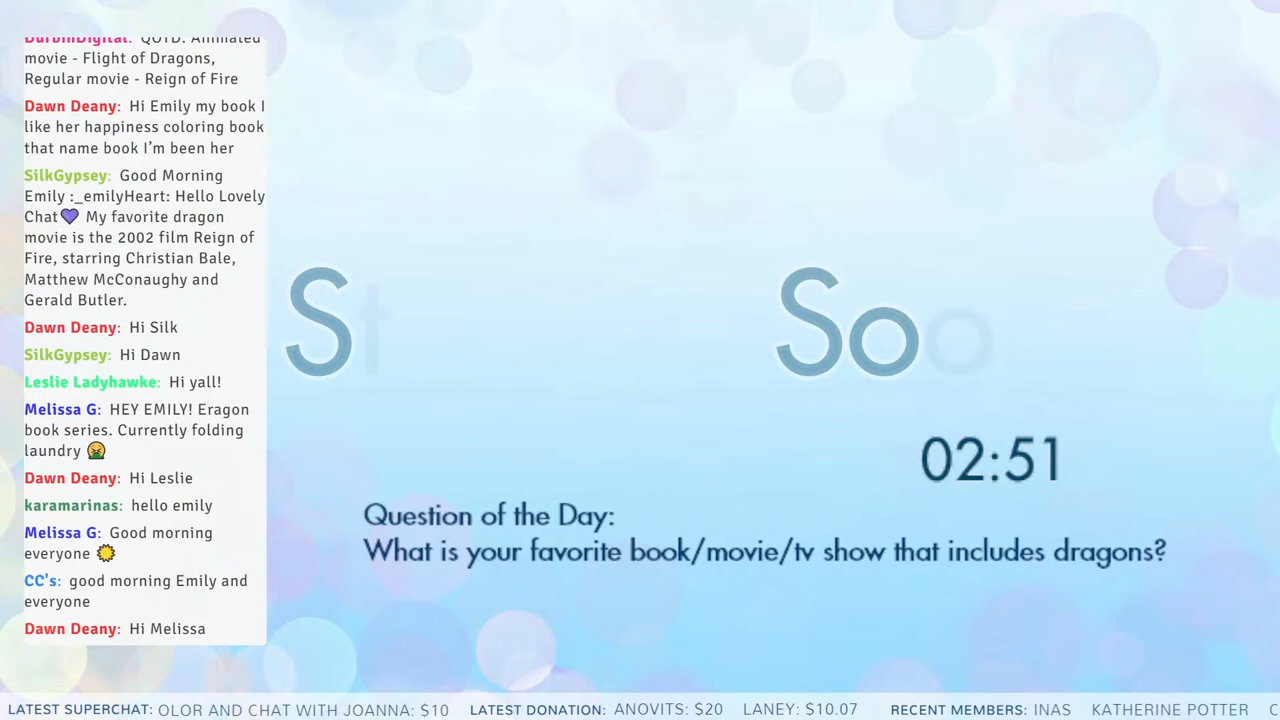 DurbinDigital: QOTD: Animated
movie - Flight of Dragons,
Regular movie - Reign of Fire
Dawn Deany: Hi Emily my book I
like her happiness coloring book
that name book I’m been her
SilkGypsey: Good Morning
Emily :_emilyHeart: Hello Lovely
Chat💜 My favorite dragon
movie is the 2002 film Reign of
Fire, starring Christian Bale,
Matthew McConaughy and
Gerald Butler.
Dawn Deany: Hi Silk
SilkGypsey: Hi Dawn
Leslie Ladyhawke: Hi yall!
Melissa G: HEY EMILY! Eragon
book series. Currently folding
laundry 🤮
Dawn Deany: Hi Leslie
karamarinas: hello emily
Melissa G: Good morning
everyone ☀️
CC's: good morning Emily and
everyone
Dawn Deany: Hi Melissa
St Soo
02:51
Question of the Day:
What is your favorite book/movie/tv show that includes dragons?
LATEST SUPERCHAT: OLOR AND CHAT WITH JOANNA: $10 LATEST DONATION: ANOVITS: $20 LANEY: $10.07 RECENT MEMBERS: INAS KATHERINE POTTER C